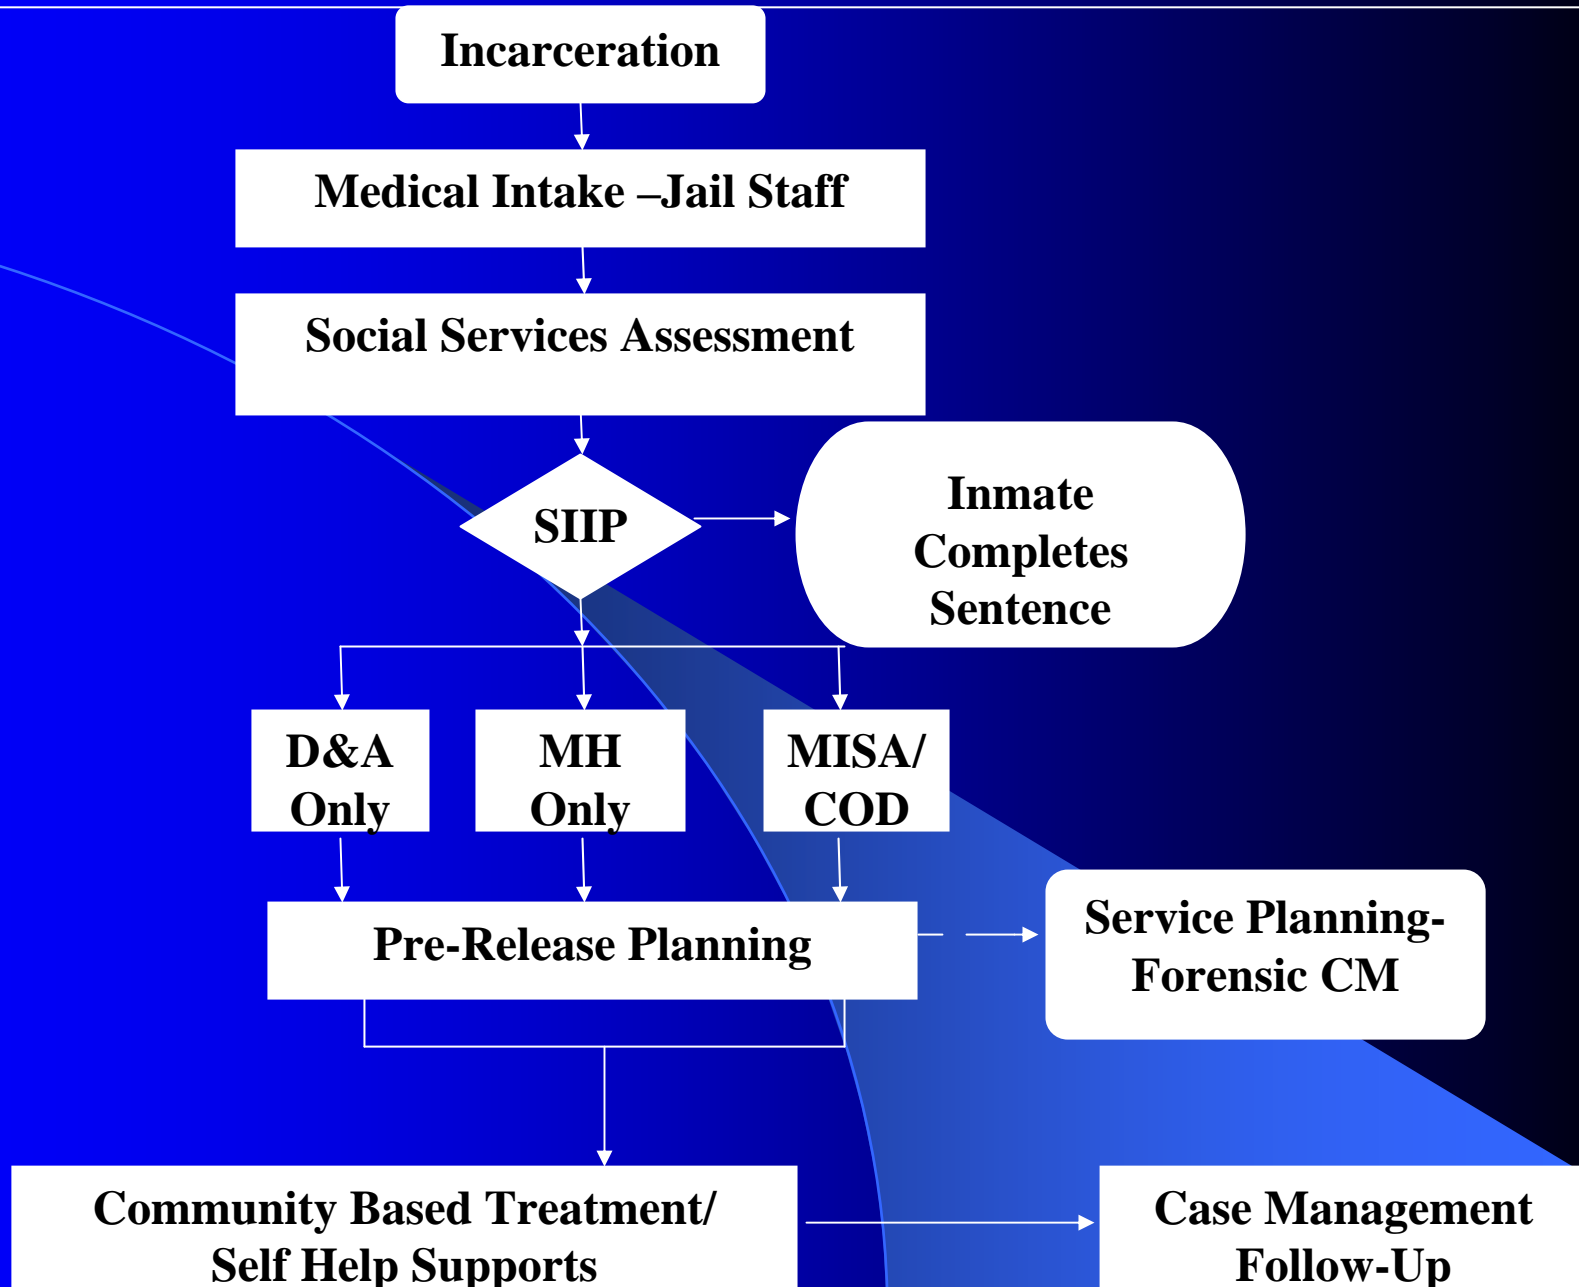 Incarceration
Medical Intake –Jail Staff
Social Services Assessment
SIIP
Inmate
Completes
Sentence
D&A
Only
MH
Only
MISA/
COD
Pre-Release Planning
Service Planning-
Forensic CM
Community Based Treatment/
Self Help Supports
Case Management
Follow-Up